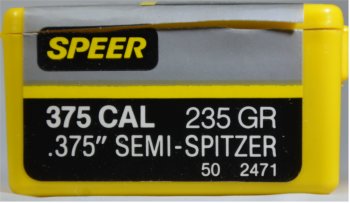 SPEER
375 CAL 235 GR
.375" SEMI-SPITZER
50 2471